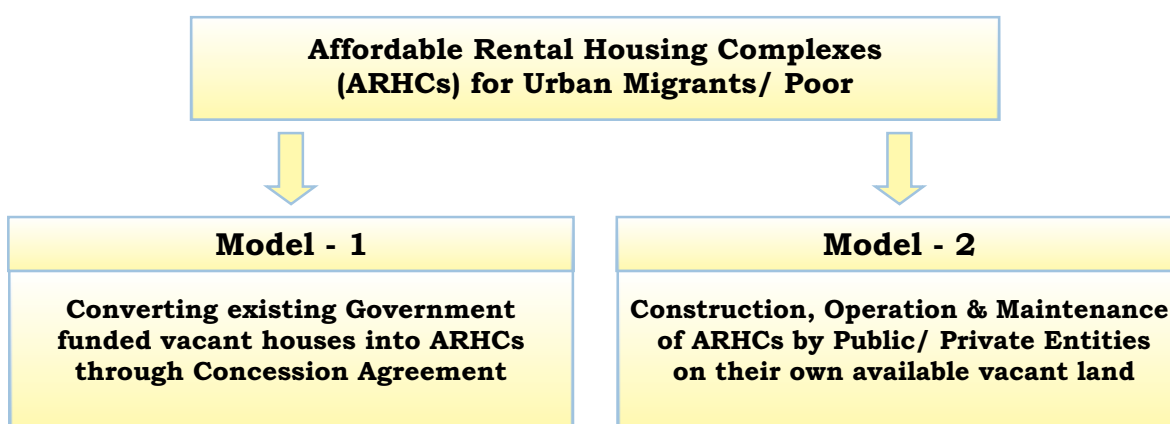 Affordable Rental Housing Complexes
(ARHCs) for Urban Migrants/ Poor
Model - 1
Converting existing Government
funded vacant houses into ARHCs
through Concession Agreement
Model - 2
Construction, Operation & Maintenance
of ARHCs by Public/ Private Entities
on their own available vacant land